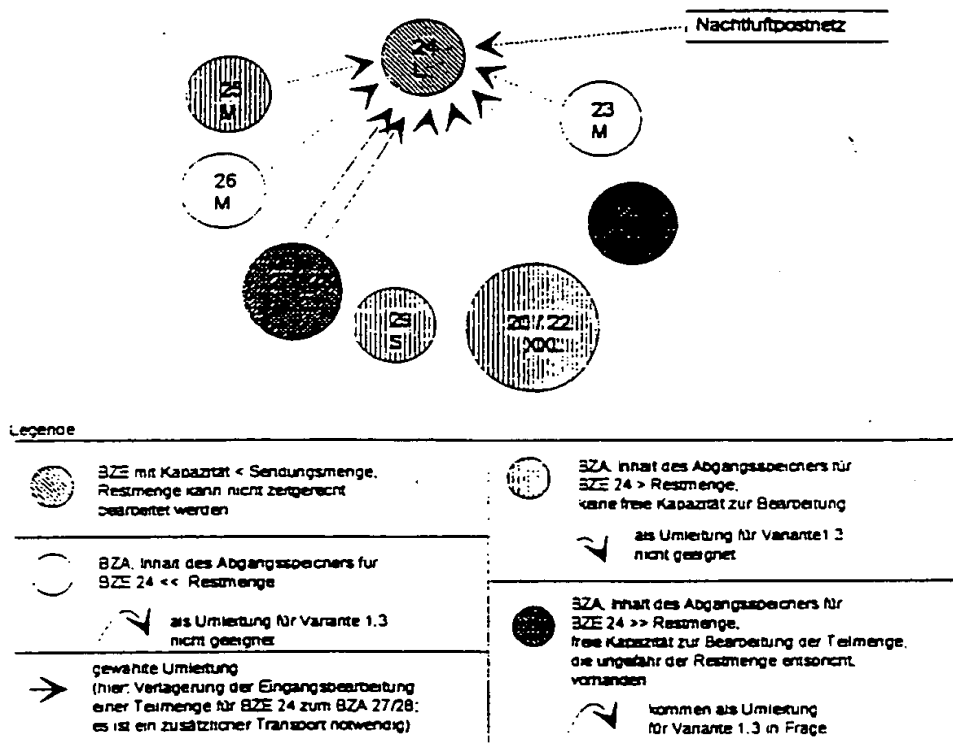 Nachtluftpostnetz
24
L
25
M
23
M
26
M
29
S
20 / 22
XXL
Legende
BZE mit Kapazität < Sendungsmenge,
Restmenge kann nicht zeitgerecht
bearbeitet werden
BZA, Inhalt des Abgangsspeichers für
BZE 24 << Restmenge
als Umleitung für Variante 1.3
nicht geeignet
gewählte Umleitung
(hier: Verlagerung der Eingangsbearbeitung
einer Teilmenge für BZE 24 zum BZA 27/28;
es ist ein zusätzlicher Transport notwendig)
BZA, Inhalt des Abgangsspeichers für
BZE 24 > Restmenge,
keine freie Kapazität zur Bearbeitung
als Umleitung für Variante 1.3
nicht geeignet
BZA, Inhalt des Abgangsspeichers für
BZE 24 >> Restmenge,
freie Kapazität zur Bearbeitung der Teilmenge,
die ungefähr der Restmenge entspricht,
vorhanden
kommen als Umleitung
für Variante 1.3 in Frage